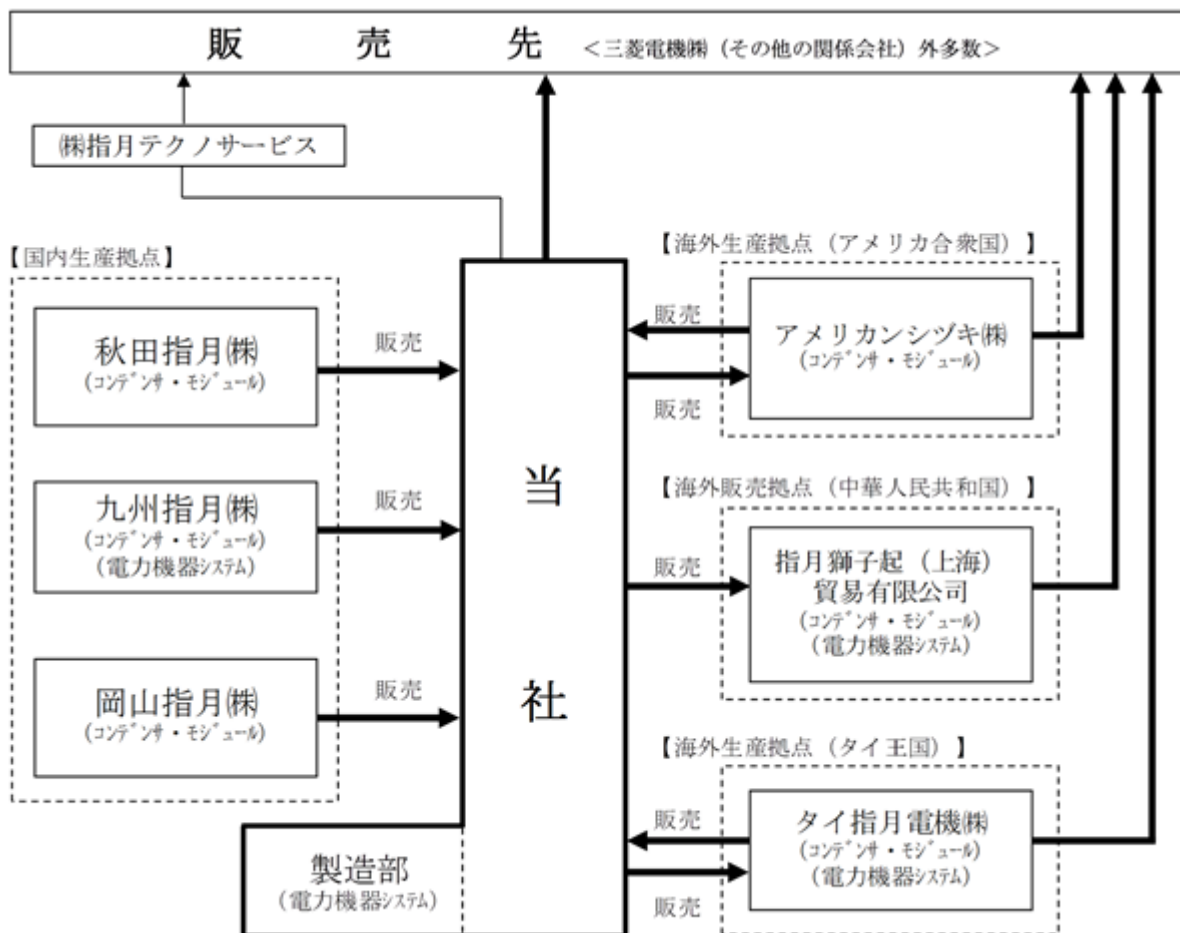 販売先 <三菱電機㈱(その他の関係会社)外多数>
㈱指月テクノサービス
【国内生産拠点】
秋田指月㈱
(コンデンサ・モジュール)
販売
九州指月㈱
(コンデンサ・モジュール)
(電力機器システム)
販売
岡山指月㈱
(コンデンサ・モジュール)
販売
当
社
製造部
(電力機器システム)
【海外生産拠点(アメリカ合衆国)】
販売
アメリカンシヅキ㈱
(コンデンサ・モジュール)
販売
【海外販売拠点(中華人民共和国)】
販売
指月獅子起(上海)
貿易有限公司
(コンデンサ・モジュール)
(電力機器システム)
【海外生産拠点(タイ王国)】
販売
タイ指月電機㈱
(コンデンサ・モジュール)
(電力機器システム)
販売